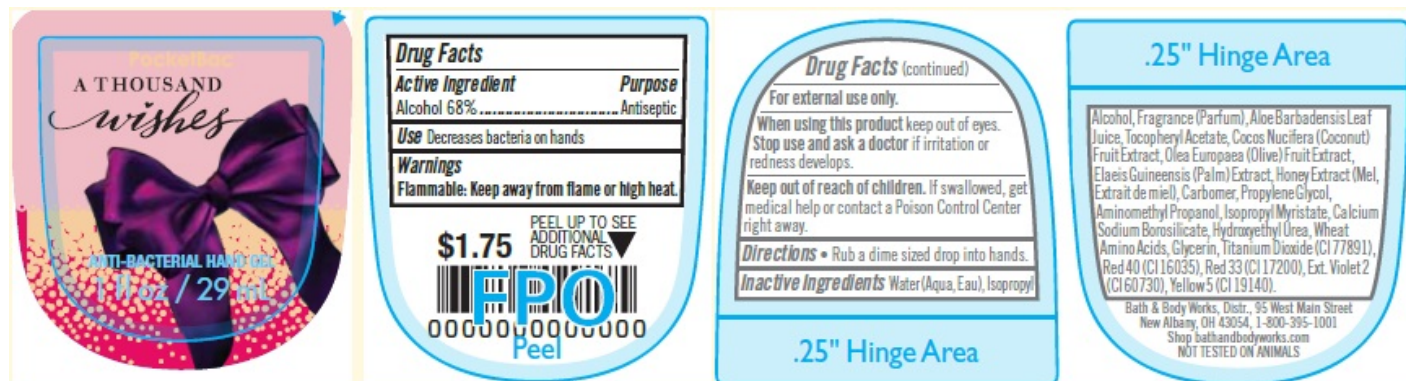 PocketBac
A THOUSAND
wishes
ANTI-BACTERIAL HAND GEL
1 fl oz / 29 mL
Drug Facts
Active Ingredient Purpose
Alcohol 68% ........................................ Antiseptic
Use Decreases bacteria on hands
Warnings
Flammable: Keep away from flame or high heat.
$1.75
PEEL UP TO SEE
ADDITIONAL
DRUG FACTS
FPO
0000000000000
Peel
Drug Facts (continued)
For external use only.
When using this product keep out of eyes.
Stop use and ask a doctor if irritation or
redness develops.
Keep out of reach of children. If swallowed, get
medical help or contact a Poison Control Center
right away.
Directions • Rub a dime sized drop into hands.
Inactive Ingredients Water (Aqua, Eau), Isopropyl
.25" Hinge Area
.25" Hinge Area
Alcohol, Fragrance (Parfum), Aloe Barbadensis Leaf
Juice, Tocopheryl Acetate, Cocos Nucifera (Coconut)
Fruit Extract, Olea Europaea (Olive) Fruit Extract,
Elaeis Guineensis (Palm) Extract, Honey Extract (Mel,
Extrait de miel), Carbomer, Propylene Glycol,
Aminomethyl Propanol, Isopropyl Myristate, Calcium
Sodium Borosilicate, Hydroxyethyl Urea, Wheat
Amino Acids, Glycerin, Titanium Dioxide (CI 77891),
Red 40 (CI 16035), Red 33 (CI 17200), Ext. Violet 2
(CI 60730), Yellow 5 (CI 19140).
Bath & Body Works, Distr., 95 West Main Street
New Albany, OH 43054, 1-800-395-1001
Shop bathandbodyworks.com
NOT TESTED ON ANIMALS